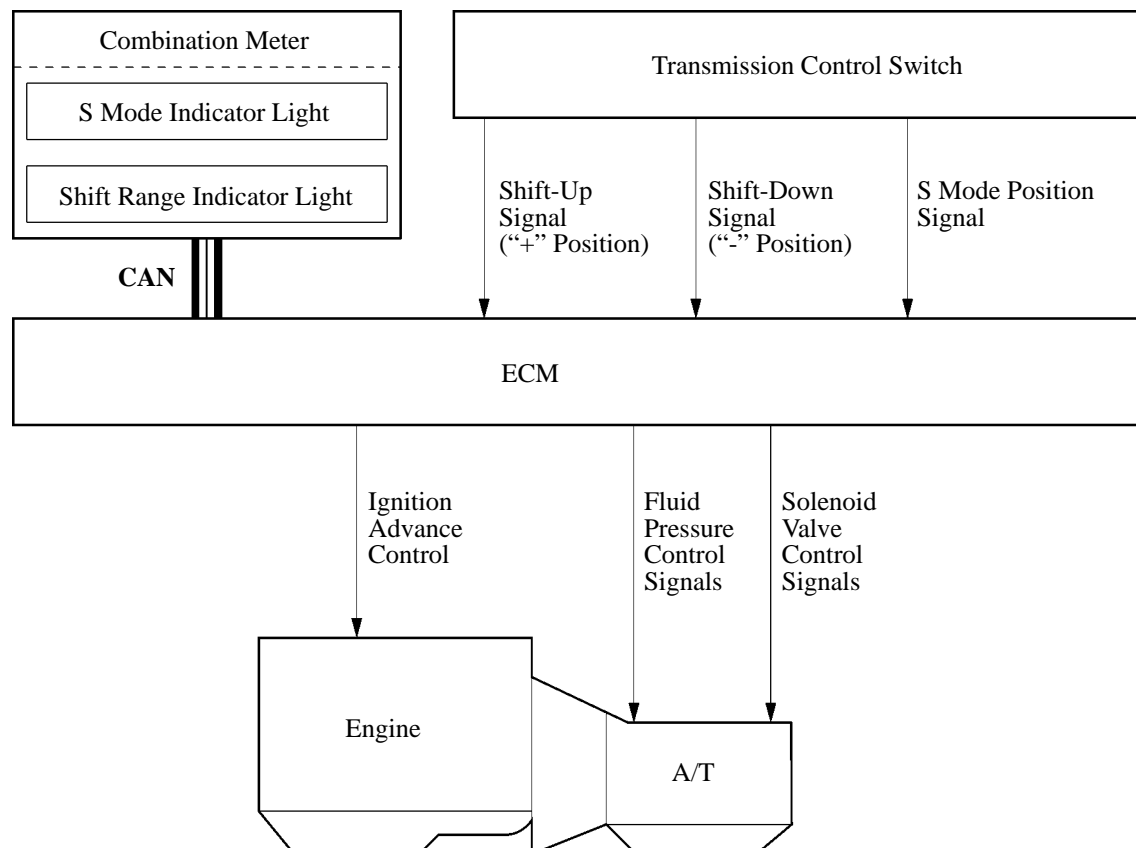 Combination Meter
S Mode Indicator Light
Shift Range Indicator Light
Transmission Control Switch
Shift-Up
Signal
(“+” Position)
Shift-Down
Signal
(“-” Position)
S Mode Position
Signal
CAN
ECM
Ignition
Advance
Control
Fluid
Pressure
Control
Signals
Solenoid
Valve
Control
Signals
Engine
A/T